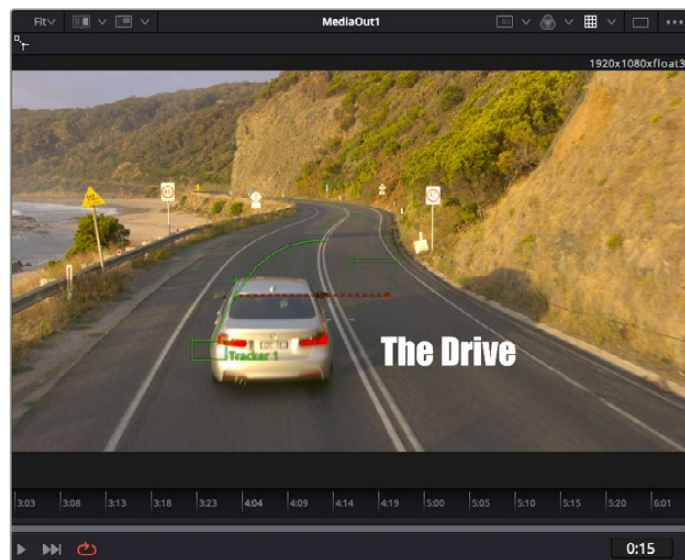 Fit MediaOut1
1920x1080xfloat3
Tracker 1
The Drive
3:03 3:08 3:13 3:18 3:23 4:04 4:09 4:14 4:19 5:00 5:05 5:10 5:15 5:20 6:01
0:15